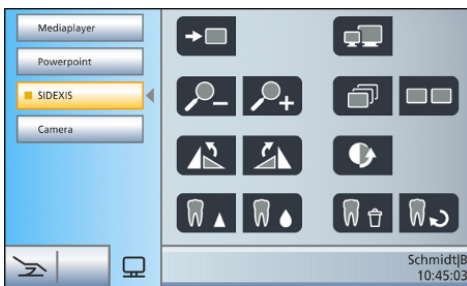 Mediaplayer
Powerpoint
SIDEXIS
Camera
Schmidt|B
10:45:03